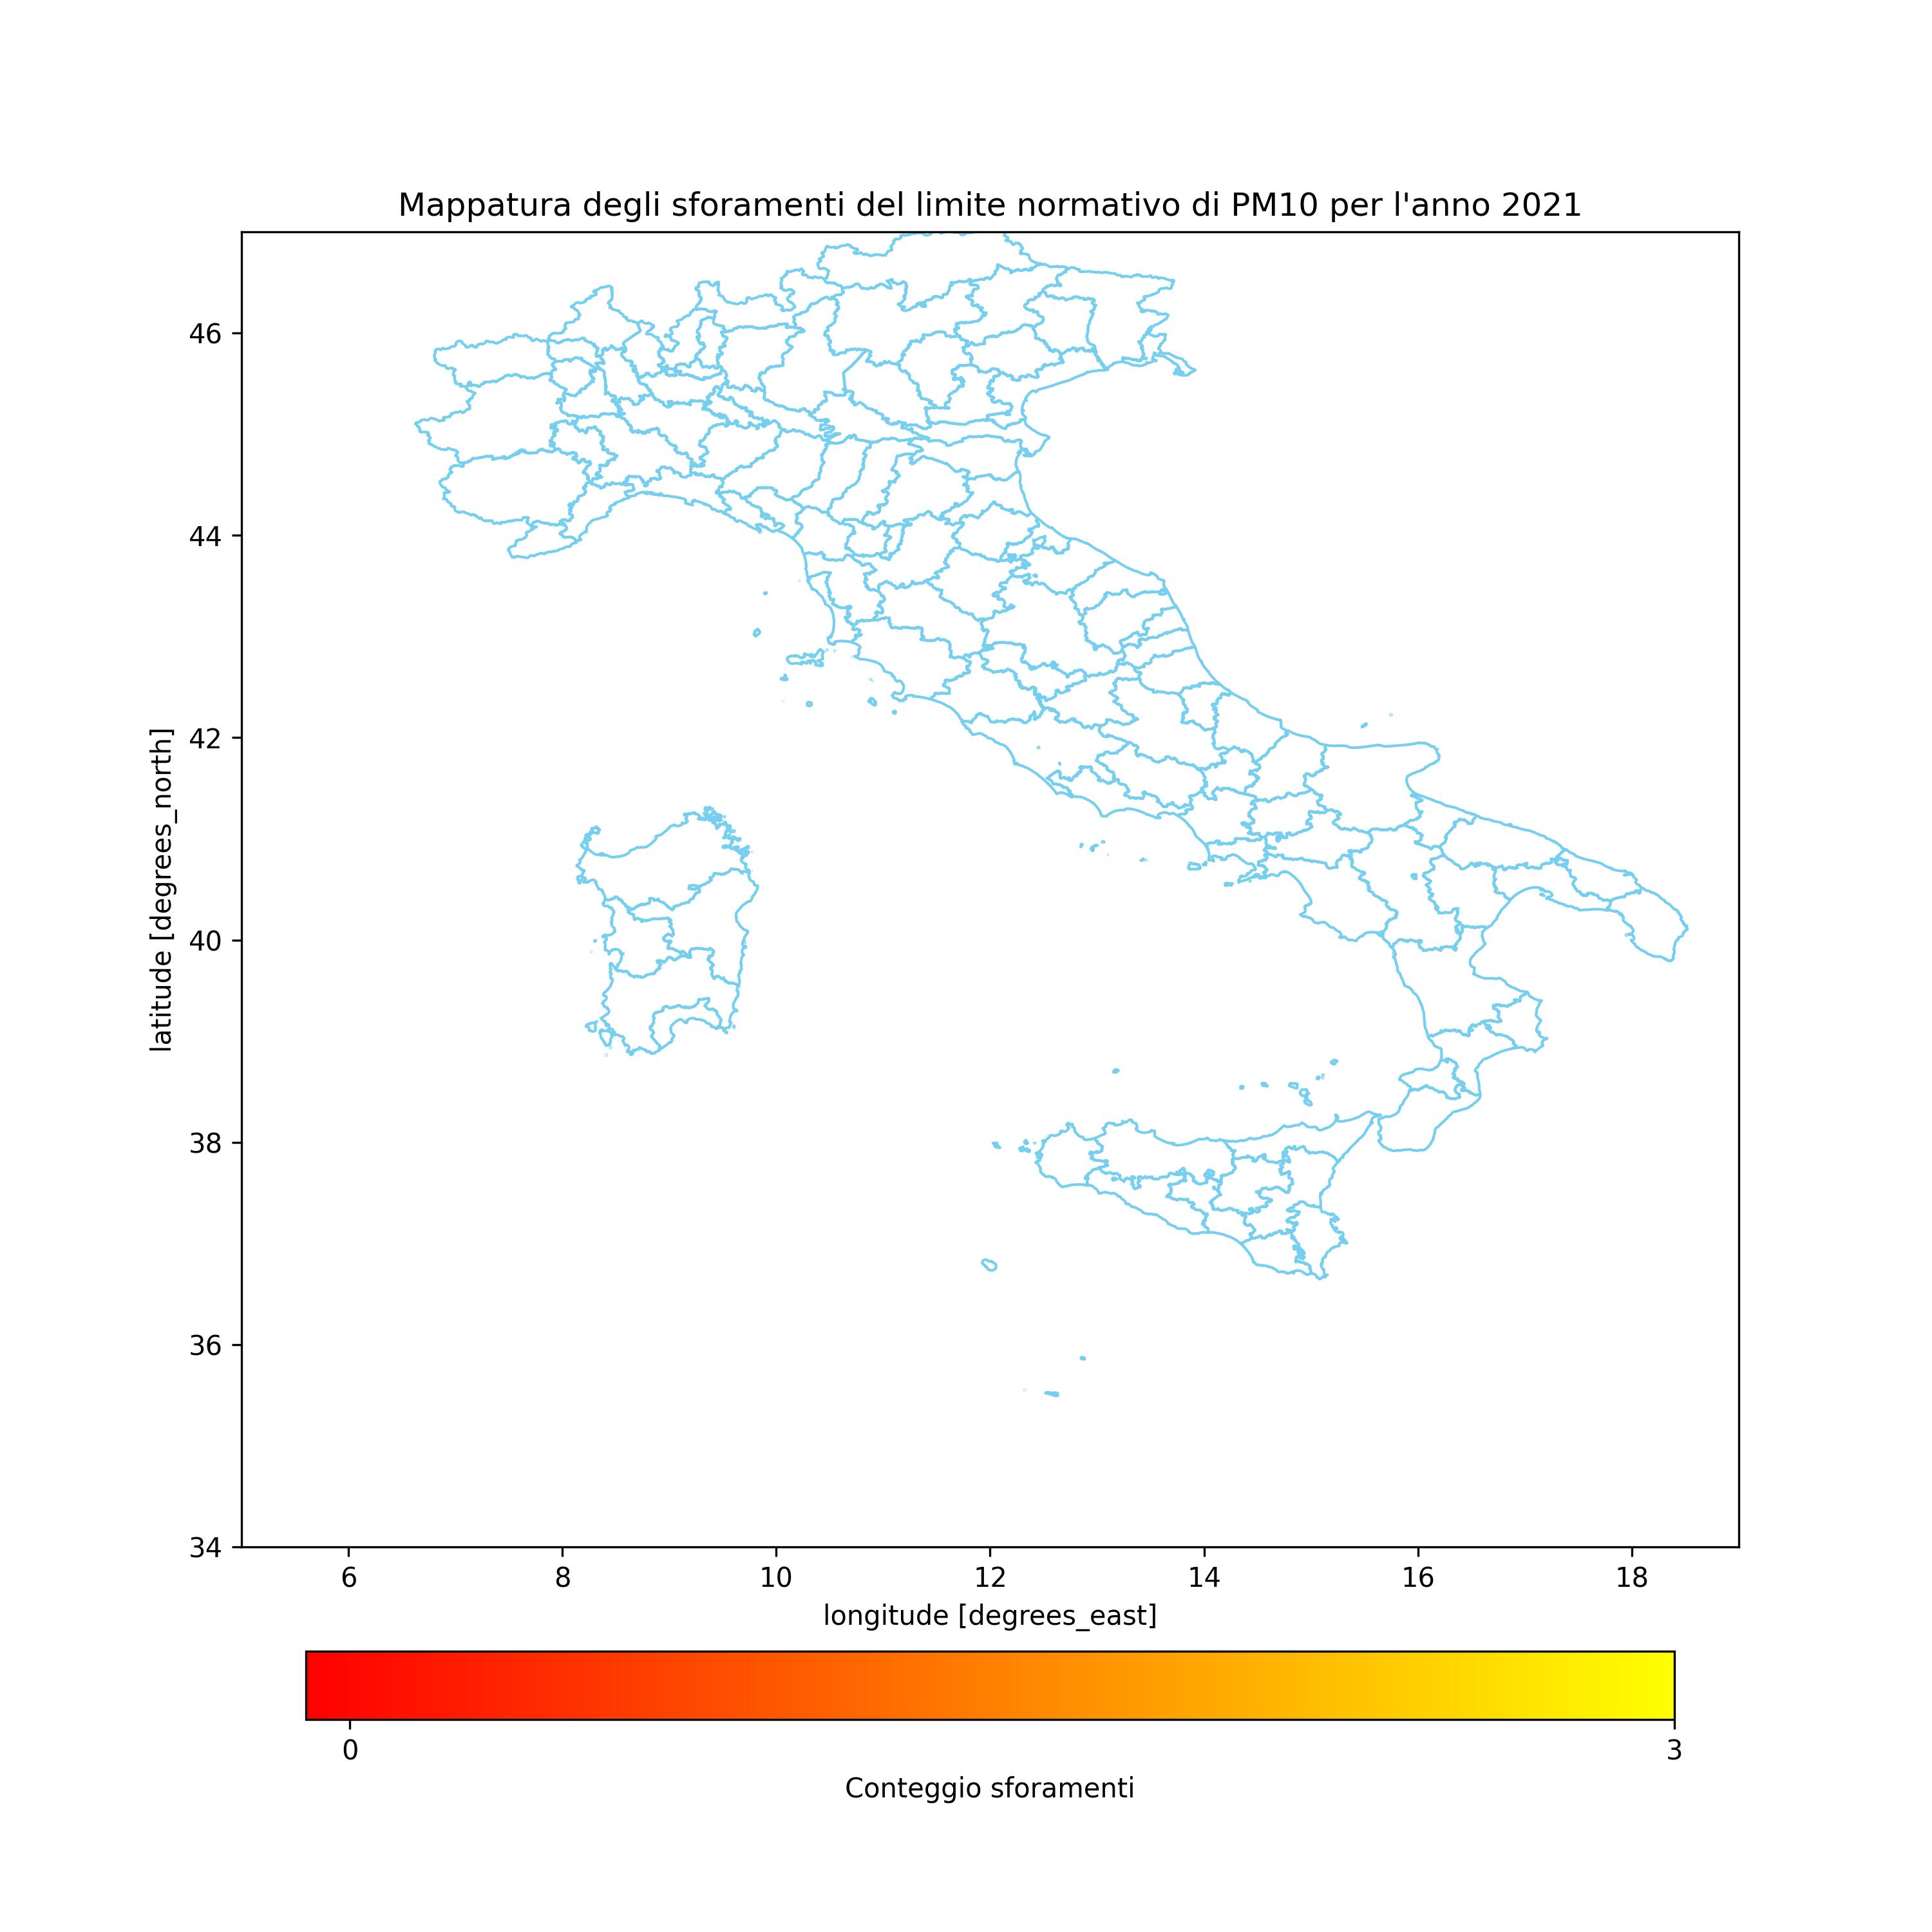 Mappatura degli sforamenti del limite normativo di PM10 per l'anno 2021
latitude [degrees_north]
46
44
42
40
38
36
34
6 8 10 12 14 16 18
longitude [degrees_east]
0 3
Conteggio sforamenti